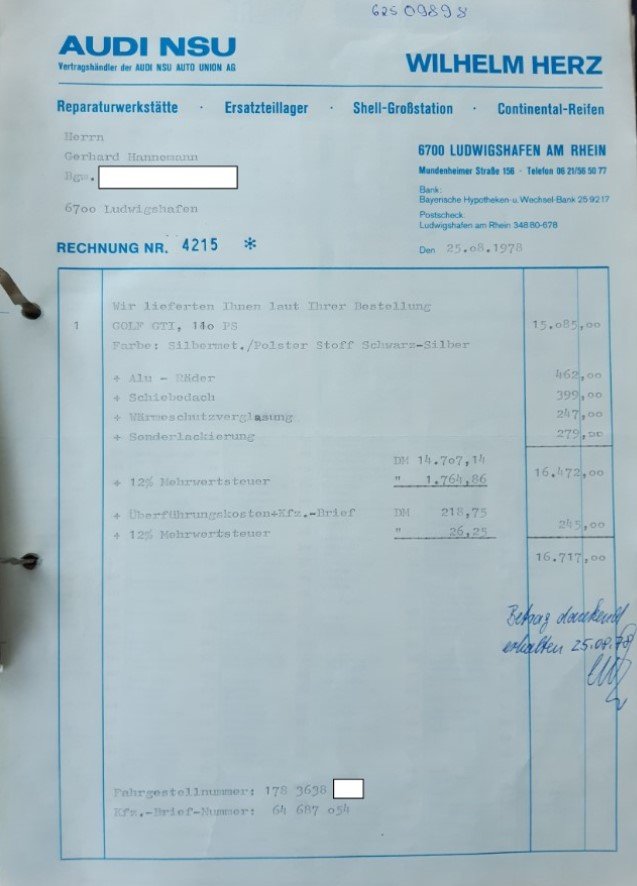 625 09898
AUDI NSU
Vertragshändler der AUDI NSU AUTO UNION AG
WILHELM HERZ
Reparaturwerkstätte · Ersatzteillager · Shell-Großstation · Continental-Reifen
Herrn
Gerhard Hannemann
Bgm.
6700 Ludwigshafen
6700 LUDWIGSHAFEN AM RHEIN
Mundenheimer Straße 156 · Telefon 06 21/56 50 77
Bank:
Bayerische Hypotheken- u. Wechsel-Bank 25 9217
Postscheck:
Ludwigshafen am Rhein 348 80-678
RECHNUNG NR. 4215 *
Den 25.08.1978
Wir lieferten Ihnen laut Ihrer Bestellung
1 GOLF GTI, 110 PS 15.085,00
Farbe: Silbermet./Polster Stoff Schwarz-Silber
+ Alu - Räder 462,00
+ Schiebedach 399,00
+ Wärmeschutzverglasung 247,00
+ Sonderlackierung 279,00
DM 14.707,14
+ 12% Mehrwertsteuer " 1.764,86 16.472,00
+ Überführungskosten+Kfz.-Brief DM 218,75
+ 12% Mehrwertsteuer " 26,25 245,00
16.717,00
Betrag dankend
erhalten 25.08.78
Fahrgestellnummer: 178 3638
Kfz.-Brief-Nummer: 64 687 054